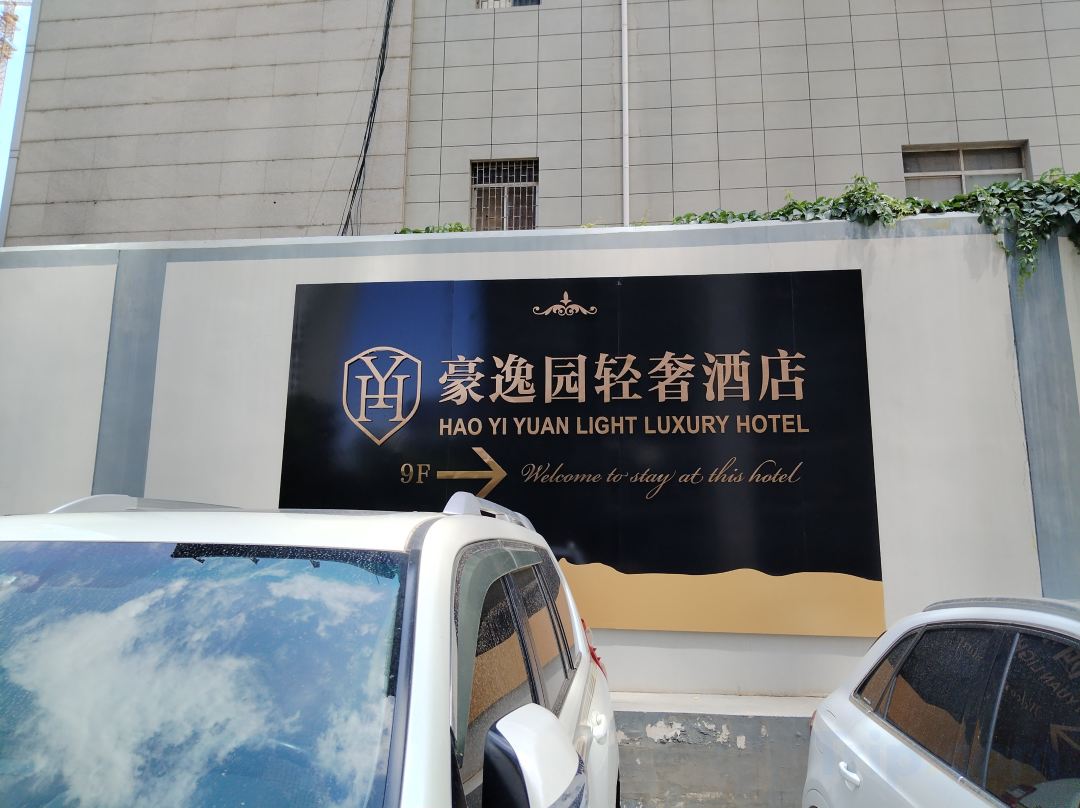 YH
豪逸园轻奢酒店
HAO YI YUAN LIGHT LUXURY HOTEL
9F
Welcome to stay at this hotel